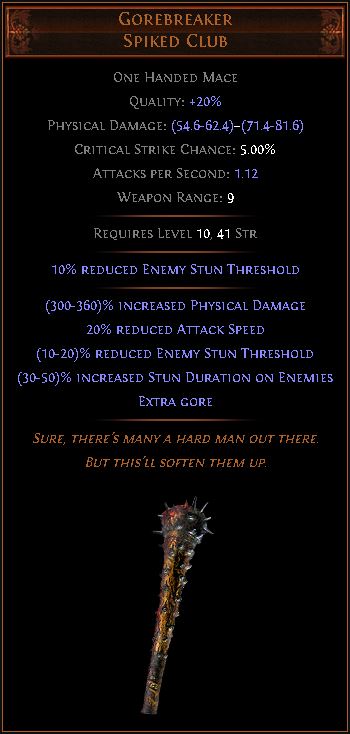 Gorebreaker
Spiked Club
One Handed Mace
Quality: +20%
Physical Damage: (54.6-62.4)–(71.4-81.6)
Critical Strike Chance: 5.00%
Attacks per Second: 1.12
Weapon Range: 9
Requires Level 10, 41 Str
10% reduced Enemy Stun Threshold
(300-360)% increased Physical Damage
20% reduced Attack Speed
(10-20)% reduced Enemy Stun Threshold
(30-50)% increased Stun Duration on Enemies
Extra gore
Sure, there's many a hard man out there.
But this'll soften them up.